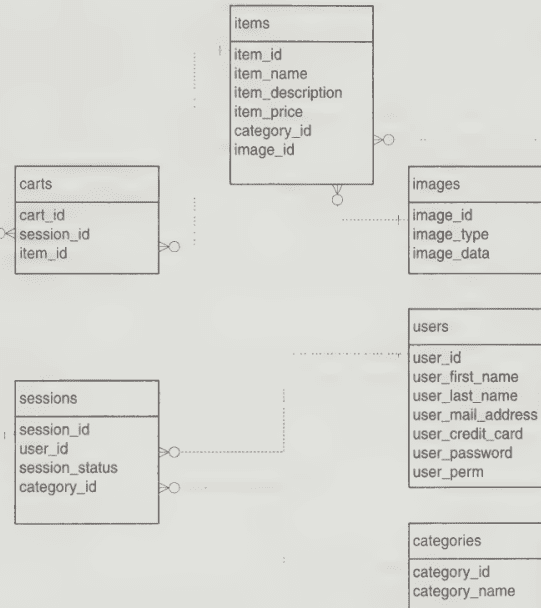 items
item_id
item_name
item_description
item_price
category_id
image_id
carts
cart_id
session_id
item_id
images
image_id
image_type
image_data
users
user_id
user_first_name
user_last_name
user_mail_address
user_credit_card
user_password
user_perm
sessions
session_id
user_id
session_status
category_id
categories
category_id
category_name